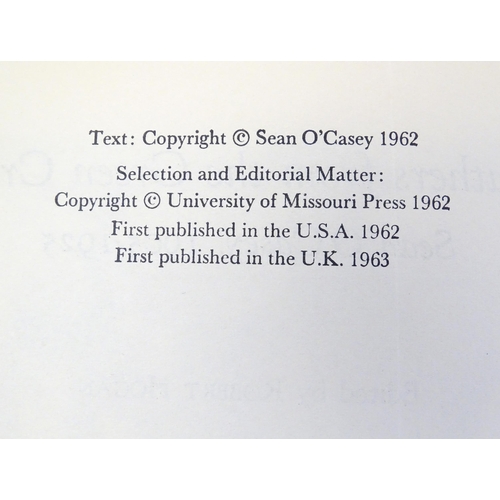 Text: Copyright © Sean O'Casey 1962
Selection and Editorial Matter:
Copyright © University of Missouri Press 1962
First published in the U.S.A. 1962
First published in the U.K. 1963